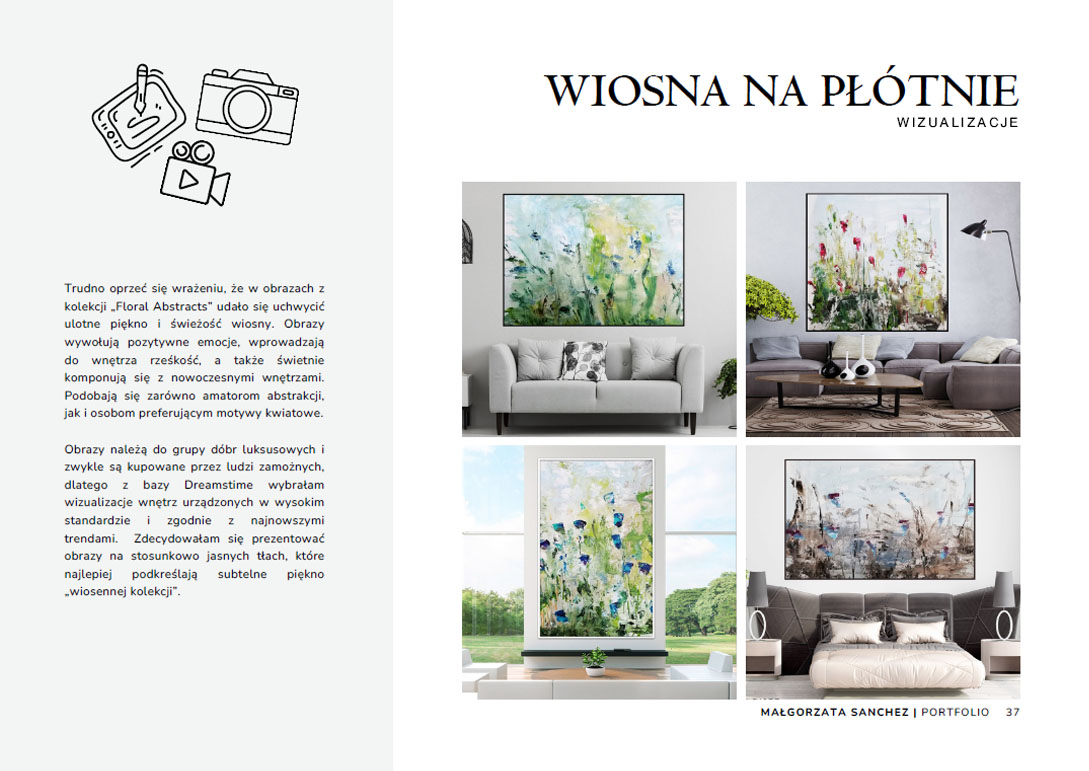 WIOSNA NA PŁÓTNIE
WIZUALIZACJE
Trudno oprzeć się wrażeniu, że w obrazach z
kolekcji „Floral Abstracts” udało się uchwycić
ulotne piękno i świeżość wiosny. Obrazy
wywołują pozytywne emocje, wprowadzają
do wnętrza rześkość, a także świetnie
komponują się z nowoczesnymi wnętrzami.
Podobają się zarówno amatorom abstrakcji,
jak i osobom preferującym motywy kwiatowe.
Obrazy należą do grupy dóbr luksusowych i
zwykle są kupowane przez ludzi zamożnych,
dlatego z bazy Dreamstime wybrałam
wizualizacje wnętrz urządzonych w wysokim
standardzie i zgodnie z najnowszymi
trendami. Zdecydowałam się prezentować
obrazy na stosunkowo jasnych tłach, które
najlepiej podkreślają subtelne piękno
„wiosennej kolekcji”.
MAŁGORZATA SANCHEZ | PORTFOLIO 37